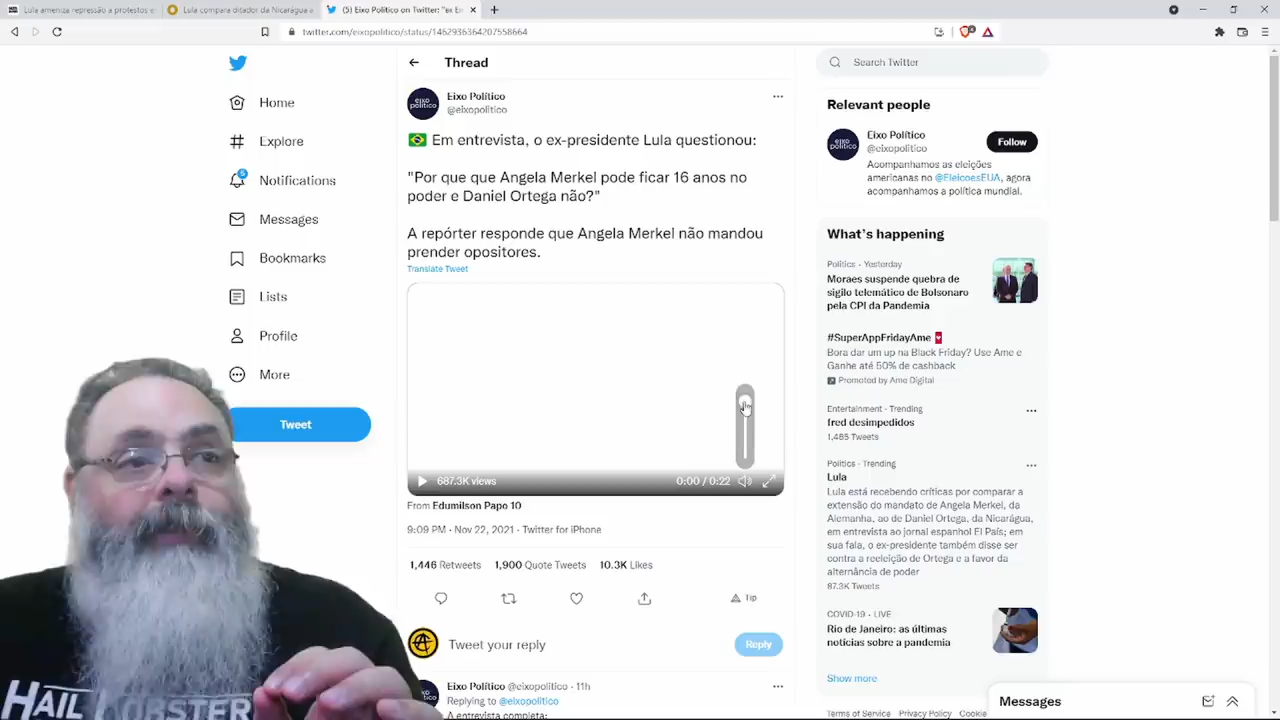 Lula ameniza repressão a protestos e
Lula compara ditador da Nicarágua a
(5) Eixo Político on Twitter: "ex E
twitter.com/eixopolitico/status/1462936364207558664
Thread
Search Twitter
Home
Explore
5
Notifications
Messages
Bookmarks
Lists
Profile
More
Tweet
eixo
político
Eixo Político
@eixopolitico
Em entrevista, o ex-presidente Lula questionou:
"Por que que Angela Merkel pode ficar 16 anos no
poder e Daniel Ortega não?"
A repórter responde que Angela Merkel não mandou
prender opositores.
Translate Tweet
687.3K views
0:00 / 0:22
From Edumilson Papo 10
9:09 PM · Nov 22, 2021 · Twitter for iPhone
1,446 Retweets 1,900 Quote Tweets 10.3K Likes
Tip
Tweet your reply
Reply
Eixo Político @eixopolitico · 11h
Replying to @eixopolitico
A entrevista completa:
Relevant people
eixo
político
Eixo Político
@eixopolitico
Follow
Acompanhamos as eleições
americanas no @EleicoesEUA, agora
acompanhamos a política mundial.
What's happening
Politics · Yesterday
Moraes suspende quebra de
sigilo telemático de Bolsonaro
pela CPI da Pandemia
#SuperAppFridayAme
Bora dar um up na Black Friday? Use Ame e
Ganhe até 50% de cashback
Promoted by Ame Digital
Entertainment · Trending
fred desimpedidos
1,485 Tweets
Politics · Trending
Lula
Lula está recebendo críticas por comparar a
extensão do mandato de Angela Merkel, da
Alemanha, ao de Daniel Ortega, da Nicarágua,
em entrevista ao jornal espanhol El País; em
sua fala, o ex-presidente também disse ser
contra a reeleição de Ortega e a favor da
alternância de poder
87.3K Tweets
COVID-19 · LIVE
Rio de Janeiro: as últimas
notícias sobre a pandemia
Show more
Terms of Service Privacy Policy Cookie
Messages